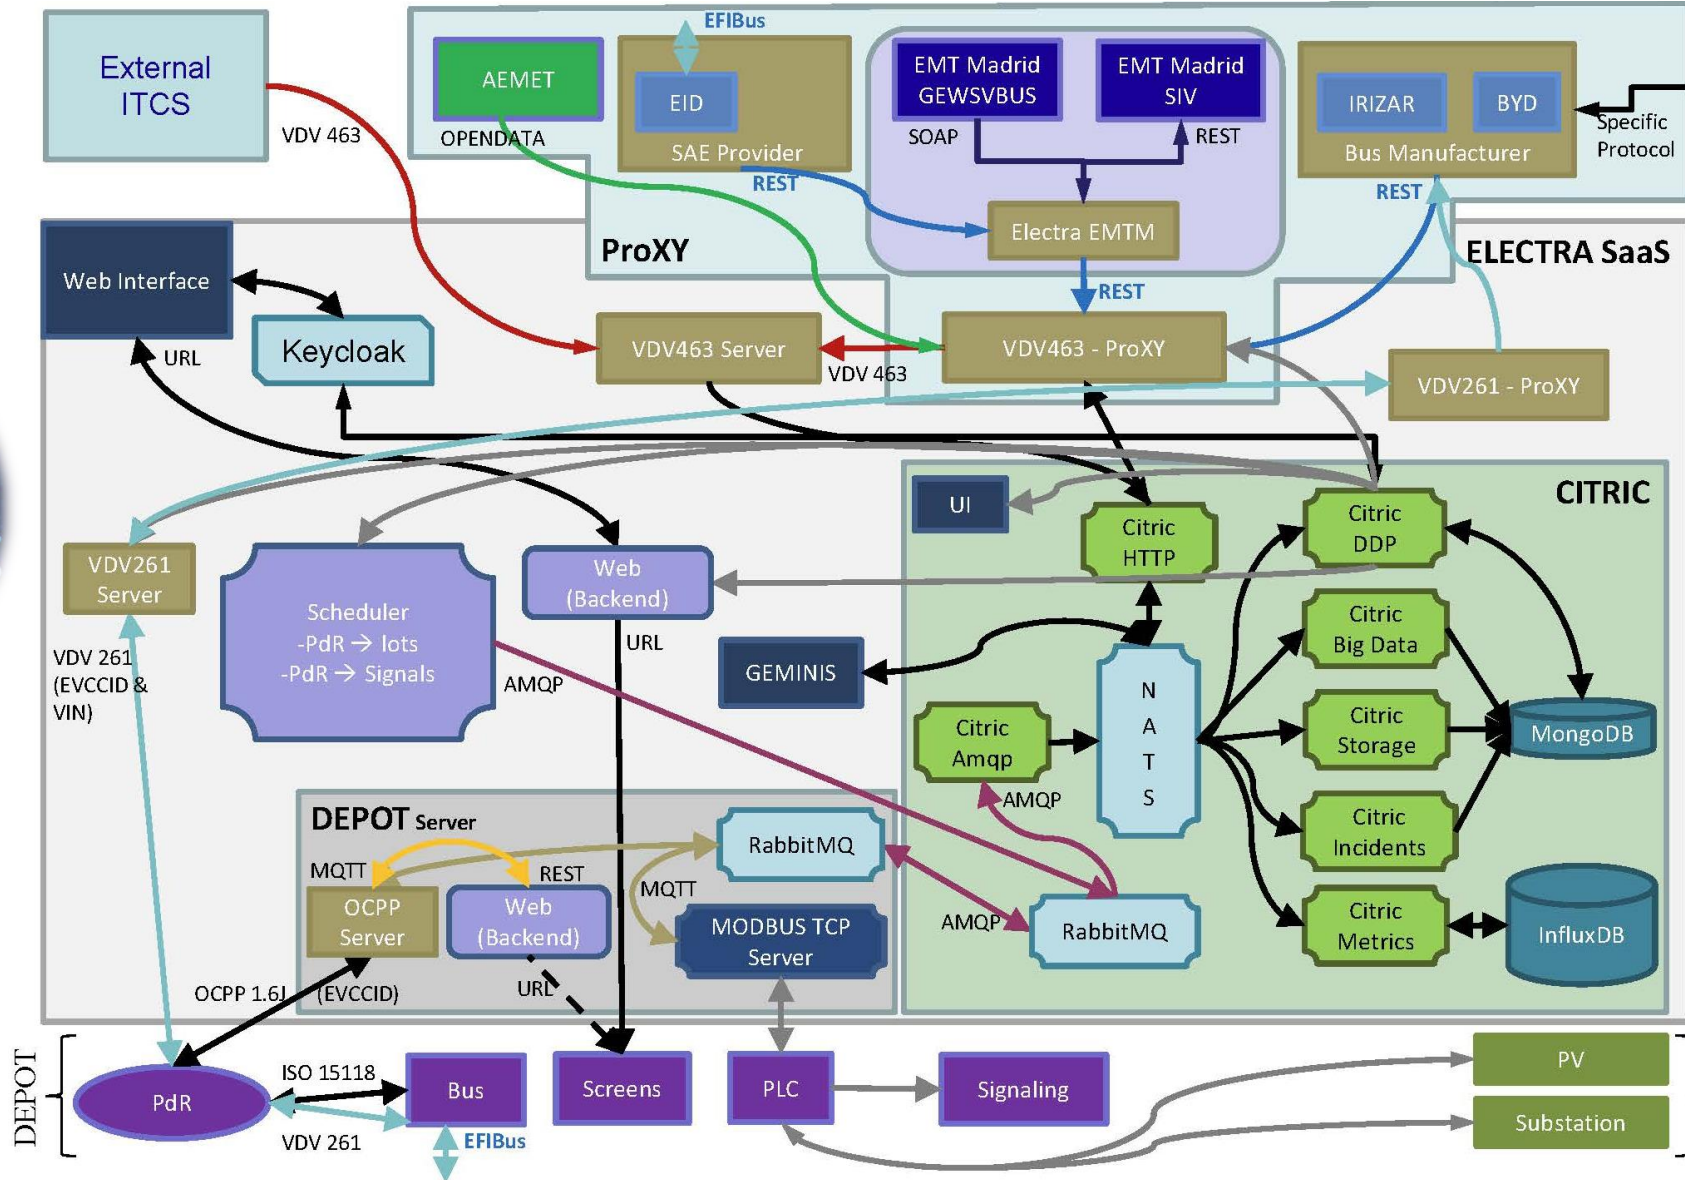 External
ITCS
VDV 463
AEMET
OPENDATA
EFIBus
EID
SAE Provider
REST
EMT Madrid
GEWSVBUS
EMT Madrid
SIV
SOAP
REST
Electra EMTM
REST
IRIZAR
BYD
Bus Manufacturer
REST
Specific
Protocol
ProXY
ELECTRA SaaS
Web Interface
URL
Keycloak
VDV463 Server
VDV 463
VDV463 - ProXY
VDV261 - ProXY
CITRIC
UI
Citric
HTTP
Citric
DDP
VDV261
Server
Scheduler
-PdR → lots
-PdR → Signals
Web
(Backend)
URL
VDV 261
(EVCCID &
VIN)
AMQP
GEMINIS
Citric
Amqp
AMQP
N
A
T
S
Citric
Big Data
Citric
Storage
MongoDB
Citric
Incidents
Citric
Metrics
InfluxDB
RabbitMQ
AMQP
DEPOT Server
MQTT
REST
OCPP
Server
Web
(Backend)
RabbitMQ
MQTT
MODBUS TCP
Server
URL
OCPP 1.6J
(EVCCID)
DEPOT
PdR
ISO 15118
VDV 261
Bus
EFIBus
Screens
PLC
Signaling
PV
Substation